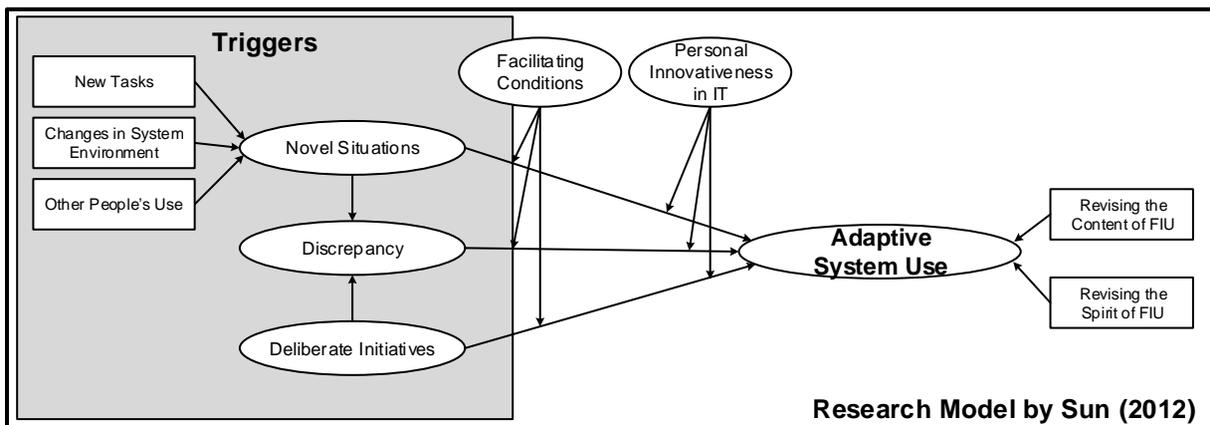 Triggers
New Tasks
Changes in System
Environment
Other People's Use
Novel Situations
Discrepancy
Deliberate Initiatives
Facilitating
Conditions
Personal
Innovativeness
in IT
Adaptive
System Use
Revising the
Content of FIU
Revising the
Spirit of FIU
Research Model by Sun (2012)